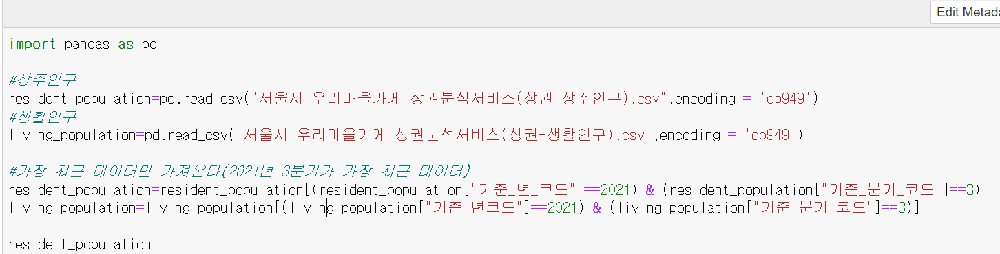 Edit Metada
import pandas as pd
#상주인구
resident_population=pd.read_csv("서울시 우리마을가게 상권분석서비스(상권_상주인구).csv",encoding = 'cp949')
#생활인구
living_population=pd.read_csv("서울시 우리마을가게 상권분석서비스(상권-생활인구).csv",encoding = 'cp949')
#가장 최근 데이터만 가져온다(2021년 3분기가 가장 최근 데이터)
resident_population=resident_population[(resident_population["기준_년_코드"]==2021) & (resident_population["기준_분기_코드"]==3)]
living_population=living_population[(living_population["기준 년코드"]==2021) & (living_population["기준_분기_코드"]==3)]
resident_population